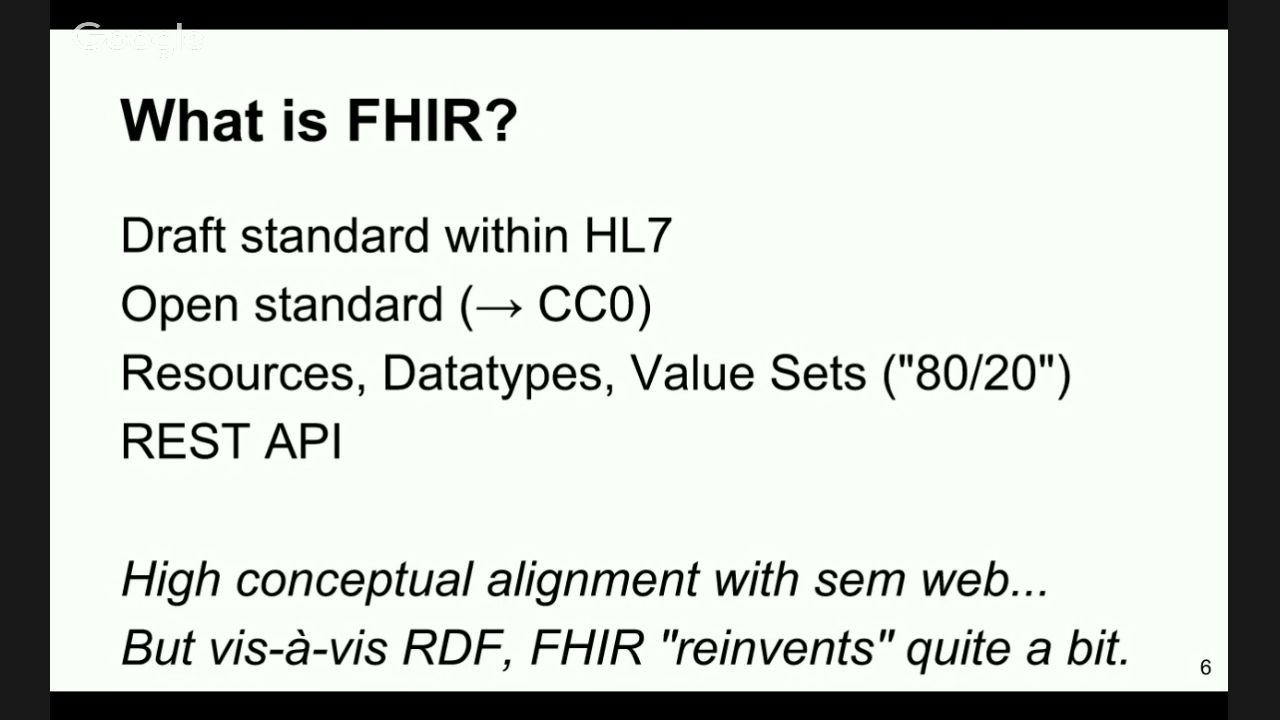 Google
What is FHIR?
Draft standard within HL7
Open standard (→ CC0)
Resources, Datatypes, Value Sets ("80/20")
REST API
High conceptual alignment with sem web...
But vis-à-vis RDF, FHIR "reinvents" quite a bit.
6